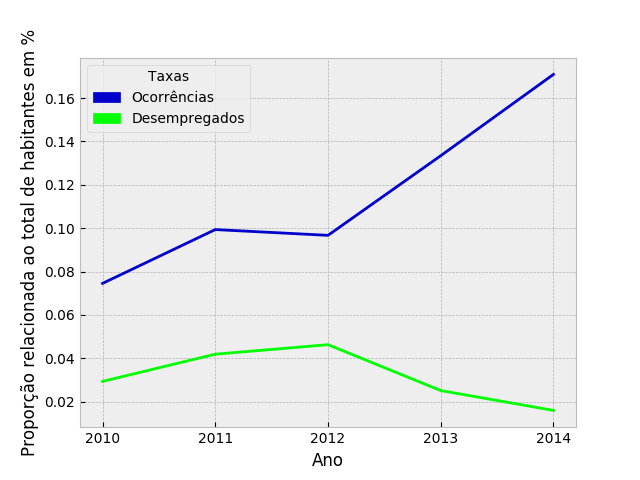 Proporção relacionada ao total de habitantes em %
Taxas
Ocorrências
Desempregados
0.16
0.14
0.12
0.10
0.08
0.06
0.04
0.02
2010 2011 2012 2013 2014
Ano